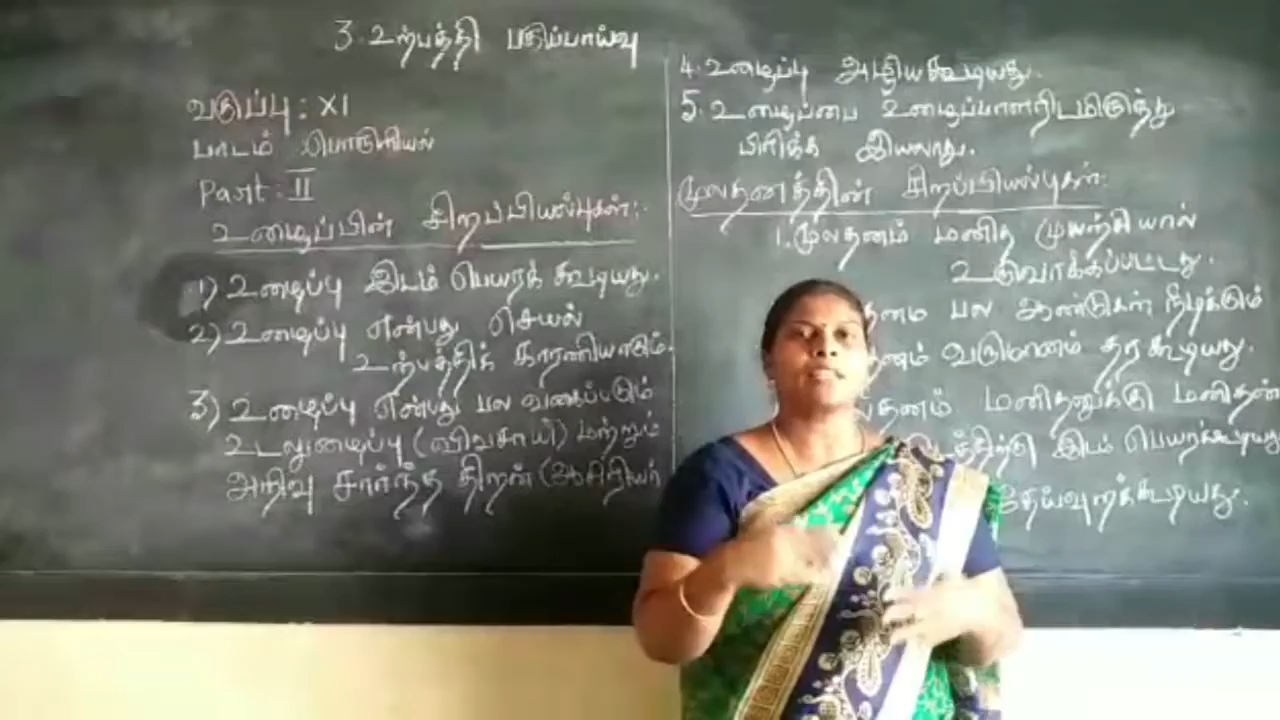 3. உற்பத்தி பகுப்பாய்வு
வகுப்பு : XI
பாடம் : பொருளியல்
Part : II
உழைப்பின் சிறப்பியல்புகள்:
1) உழைப்பு இடம் பெயரக் கூடியது.
2) உழைப்பு என்பது செயல்
உற்பத்திக் காரணியாகும்.
3) உழைப்பு என்பது பல வகைப்படும்
உடலுழைப்பு (விவசாயி) மற்றும்
அறிவு சார்ந்த திறன் (ஆசிரியர்
4. உழைப்பு அழியகூடியது.
5. உழைப்பை உழைப்பாளரிடமிருந்து
பிரிக்க இயலாது.
மூலதனத்தின் சிறப்பியல்புகள்:
1. மூலதனம் மனித முயற்சியால்
உருவாக்கப்பட்டது.
பல ஆண்டுகள் நீடிக்கும்
வருமானம் தரகூடியது.
மனிதனுக்கு மனிதன்
இடம் பெயர்கூடியது
தேய்வுறக்கூடியது.